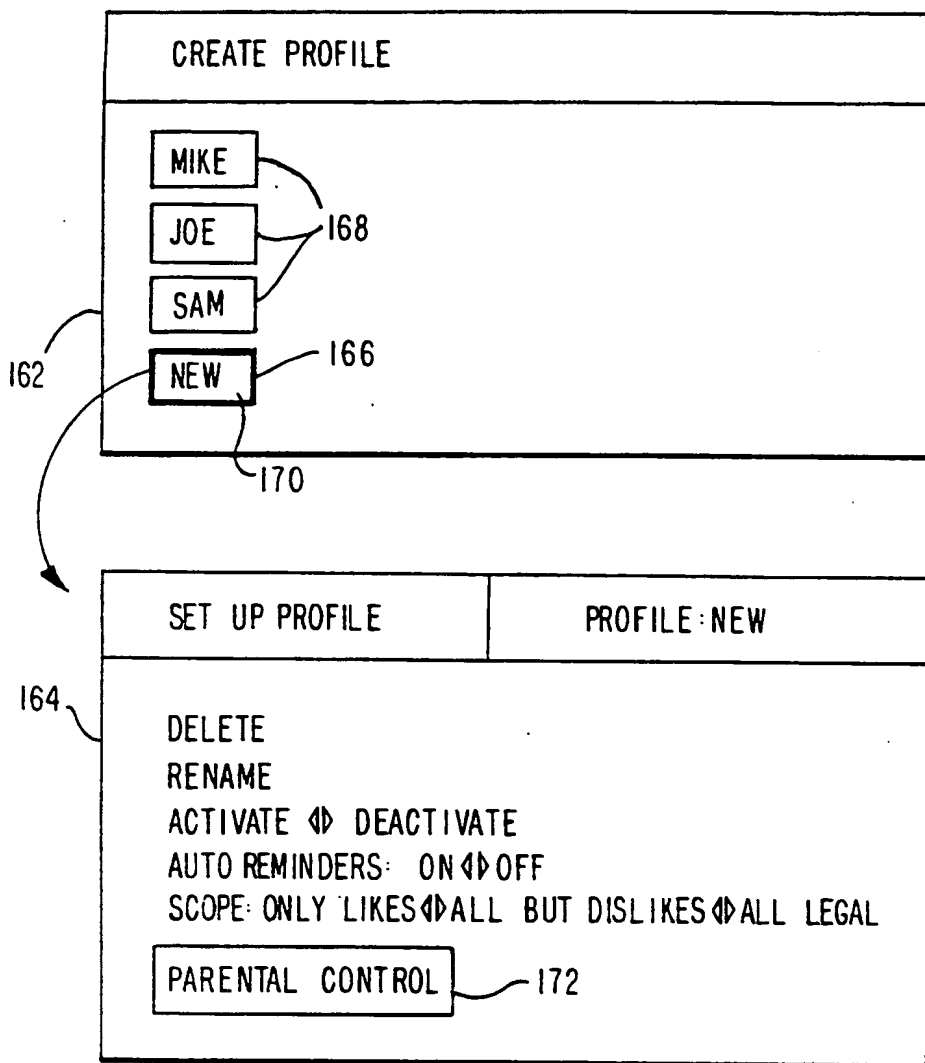 CREATE PROFILE
MIKE
JOE
168
SAM
162
NEW
166
170
SET UP PROFILE PROFILE:NEW
164
DELETE
RENAME
ACTIVATE ◁▷ DEACTIVATE
AUTO REMINDERS: ON◁▷OFF
SCOPE: ONLY LIKES◁▷ALL BUT DISLIKES◁▷ALL LEGAL
PARENTAL CONTROL
172